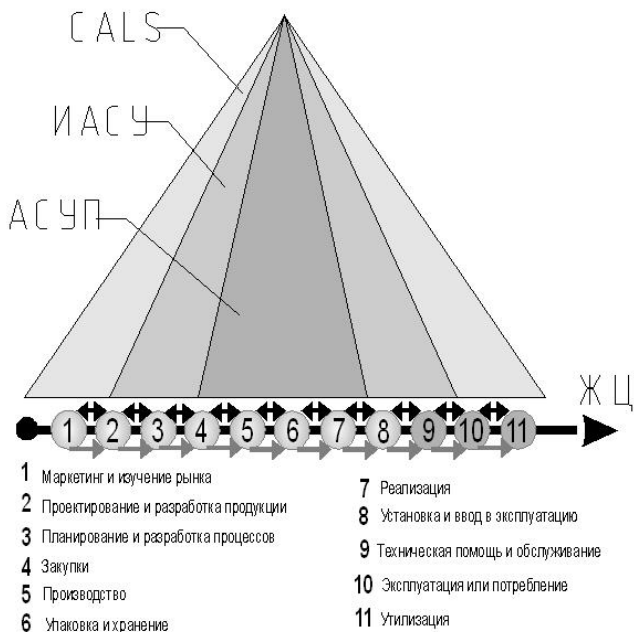 CALS
ИАСУ
АСУП
ЖЦ
1 2 3 4 5 6 7 8 9 10 11
1 Маркетинг и изучение рынка
2 Проектирование и разработка продукции
3 Планирование и разработка процессов
4 Закупки
5 Производство
6 Упаковка и хранение
7 Реализация
8 Установка и ввод в эксплуатацию
9 Техническая помощь и обслуживание
10 Эксплуатация или потребление
11 Утилизация